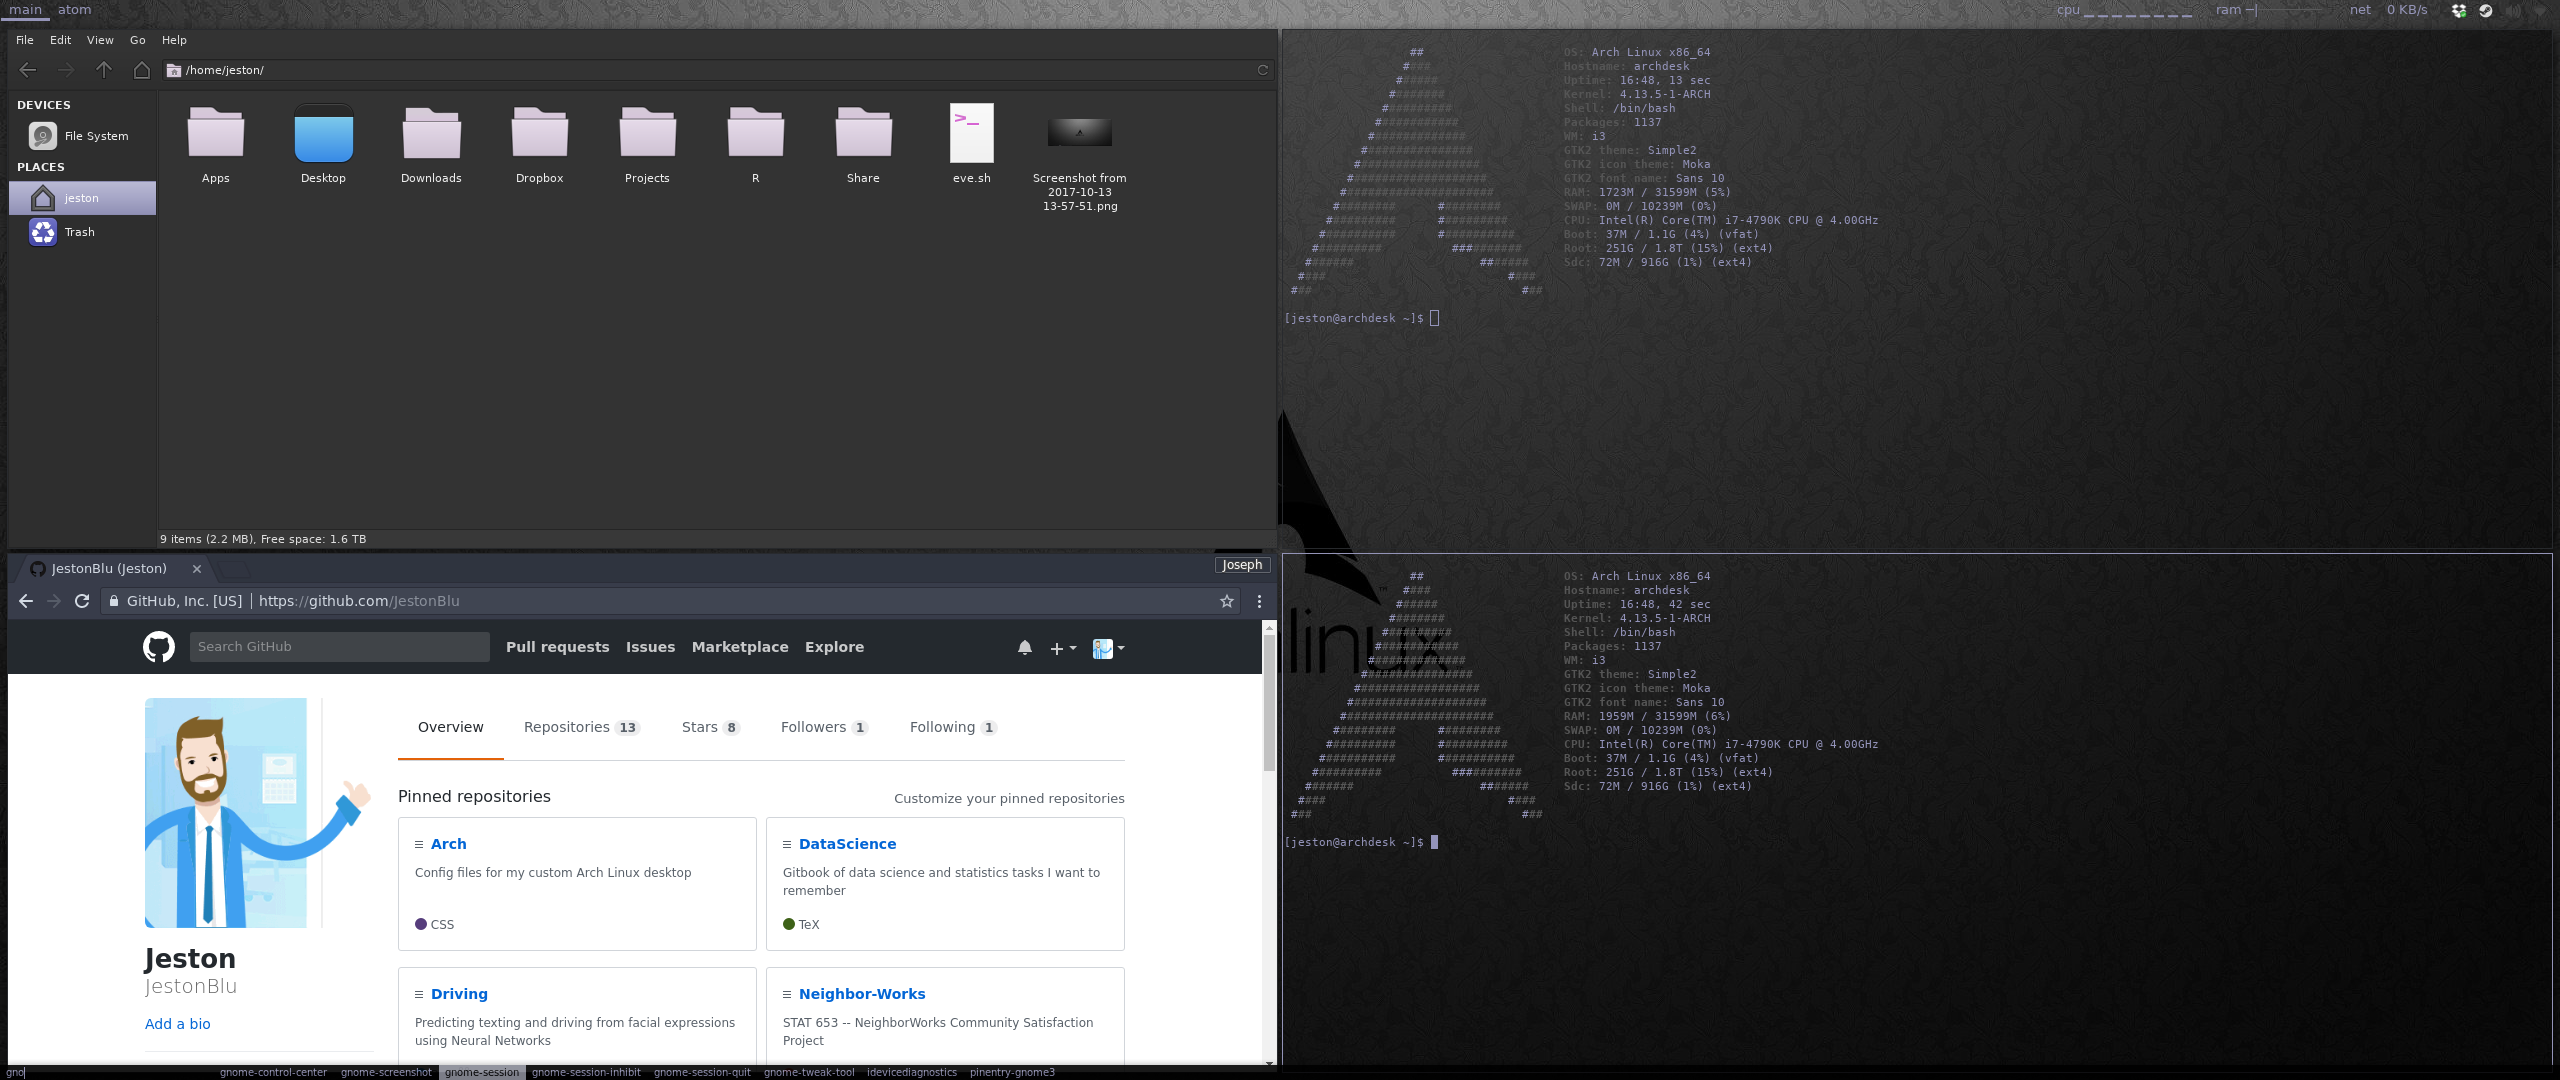 main atom
cpu ram net 0 KB/s
File Edit View Go Help
/home/jeston/
DEVICES
File System
PLACES
jeston
Trash
Apps Desktop Downloads Dropbox Projects R Share eve.sh Screenshot from
2017-10-13
13-57-51.png
9 items (2.2 MB), Free space: 1.6 TB
OS: Arch Linux x86_64
Hostname: archdesk
Uptime: 16:48, 13 sec
Kernel: 4.13.5-1-ARCH
Shell: /bin/bash
Packages: 1137
WM: i3
GTK2 theme: Simple2
GTK2 icon theme: Moka
GTK2 font name: Sans 10
RAM: 1723M / 31599M (5%)
SWAP: 0M / 10239M (0%)
CPU: Intel(R) Core(TM) i7-4790K CPU @ 4.00GHz
Boot: 37M / 1.1G (4%) (vfat)
Root: 251G / 1.8T (15%) (ext4)
Sdc: 72M / 916G (1%) (ext4)
[jeston@archdesk ~]$
JestonBlu (Jeston)
Joseph
GitHub, Inc. [US] | https://github.com/JestonBlu
Search GitHub Pull requests Issues Marketplace Explore
Overview Repositories 13 Stars 8 Followers 1 Following 1
Pinned repositories
Customize your pinned repositories
Arch
Config files for my custom Arch Linux desktop
CSS
DataScience
Gitbook of data science and statistics tasks I want to
remember
TeX
Driving
Predicting texting and driving from facial expressions
using Neural Networks
Neighbor-Works
STAT 653 -- NeighborWorks Community Satisfaction
Project
Jeston
JestonBlu
Add a bio
linux
OS: Arch Linux x86_64
Hostname: archdesk
Uptime: 16:48, 42 sec
Kernel: 4.13.5-1-ARCH
Shell: /bin/bash
Packages: 1137
WM: i3
GTK2 theme: Simple2
GTK2 icon theme: Moka
GTK2 font name: Sans 10
RAM: 1959M / 31599M (6%)
SWAP: 0M / 10239M (0%)
CPU: Intel(R) Core(TM) i7-4790K CPU @ 4.00GHz
Boot: 37M / 1.1G (4%) (vfat)
Root: 251G / 1.8T (15%) (ext4)
Sdc: 72M / 916G (1%) (ext4)
[jeston@archdesk ~]$
gno gnome-control-center gnome-screenshot gnome-session gnome-session-inhibit gnome-session-quit gnome-tweak-tool idevicediagnostics pinentry-gnome3